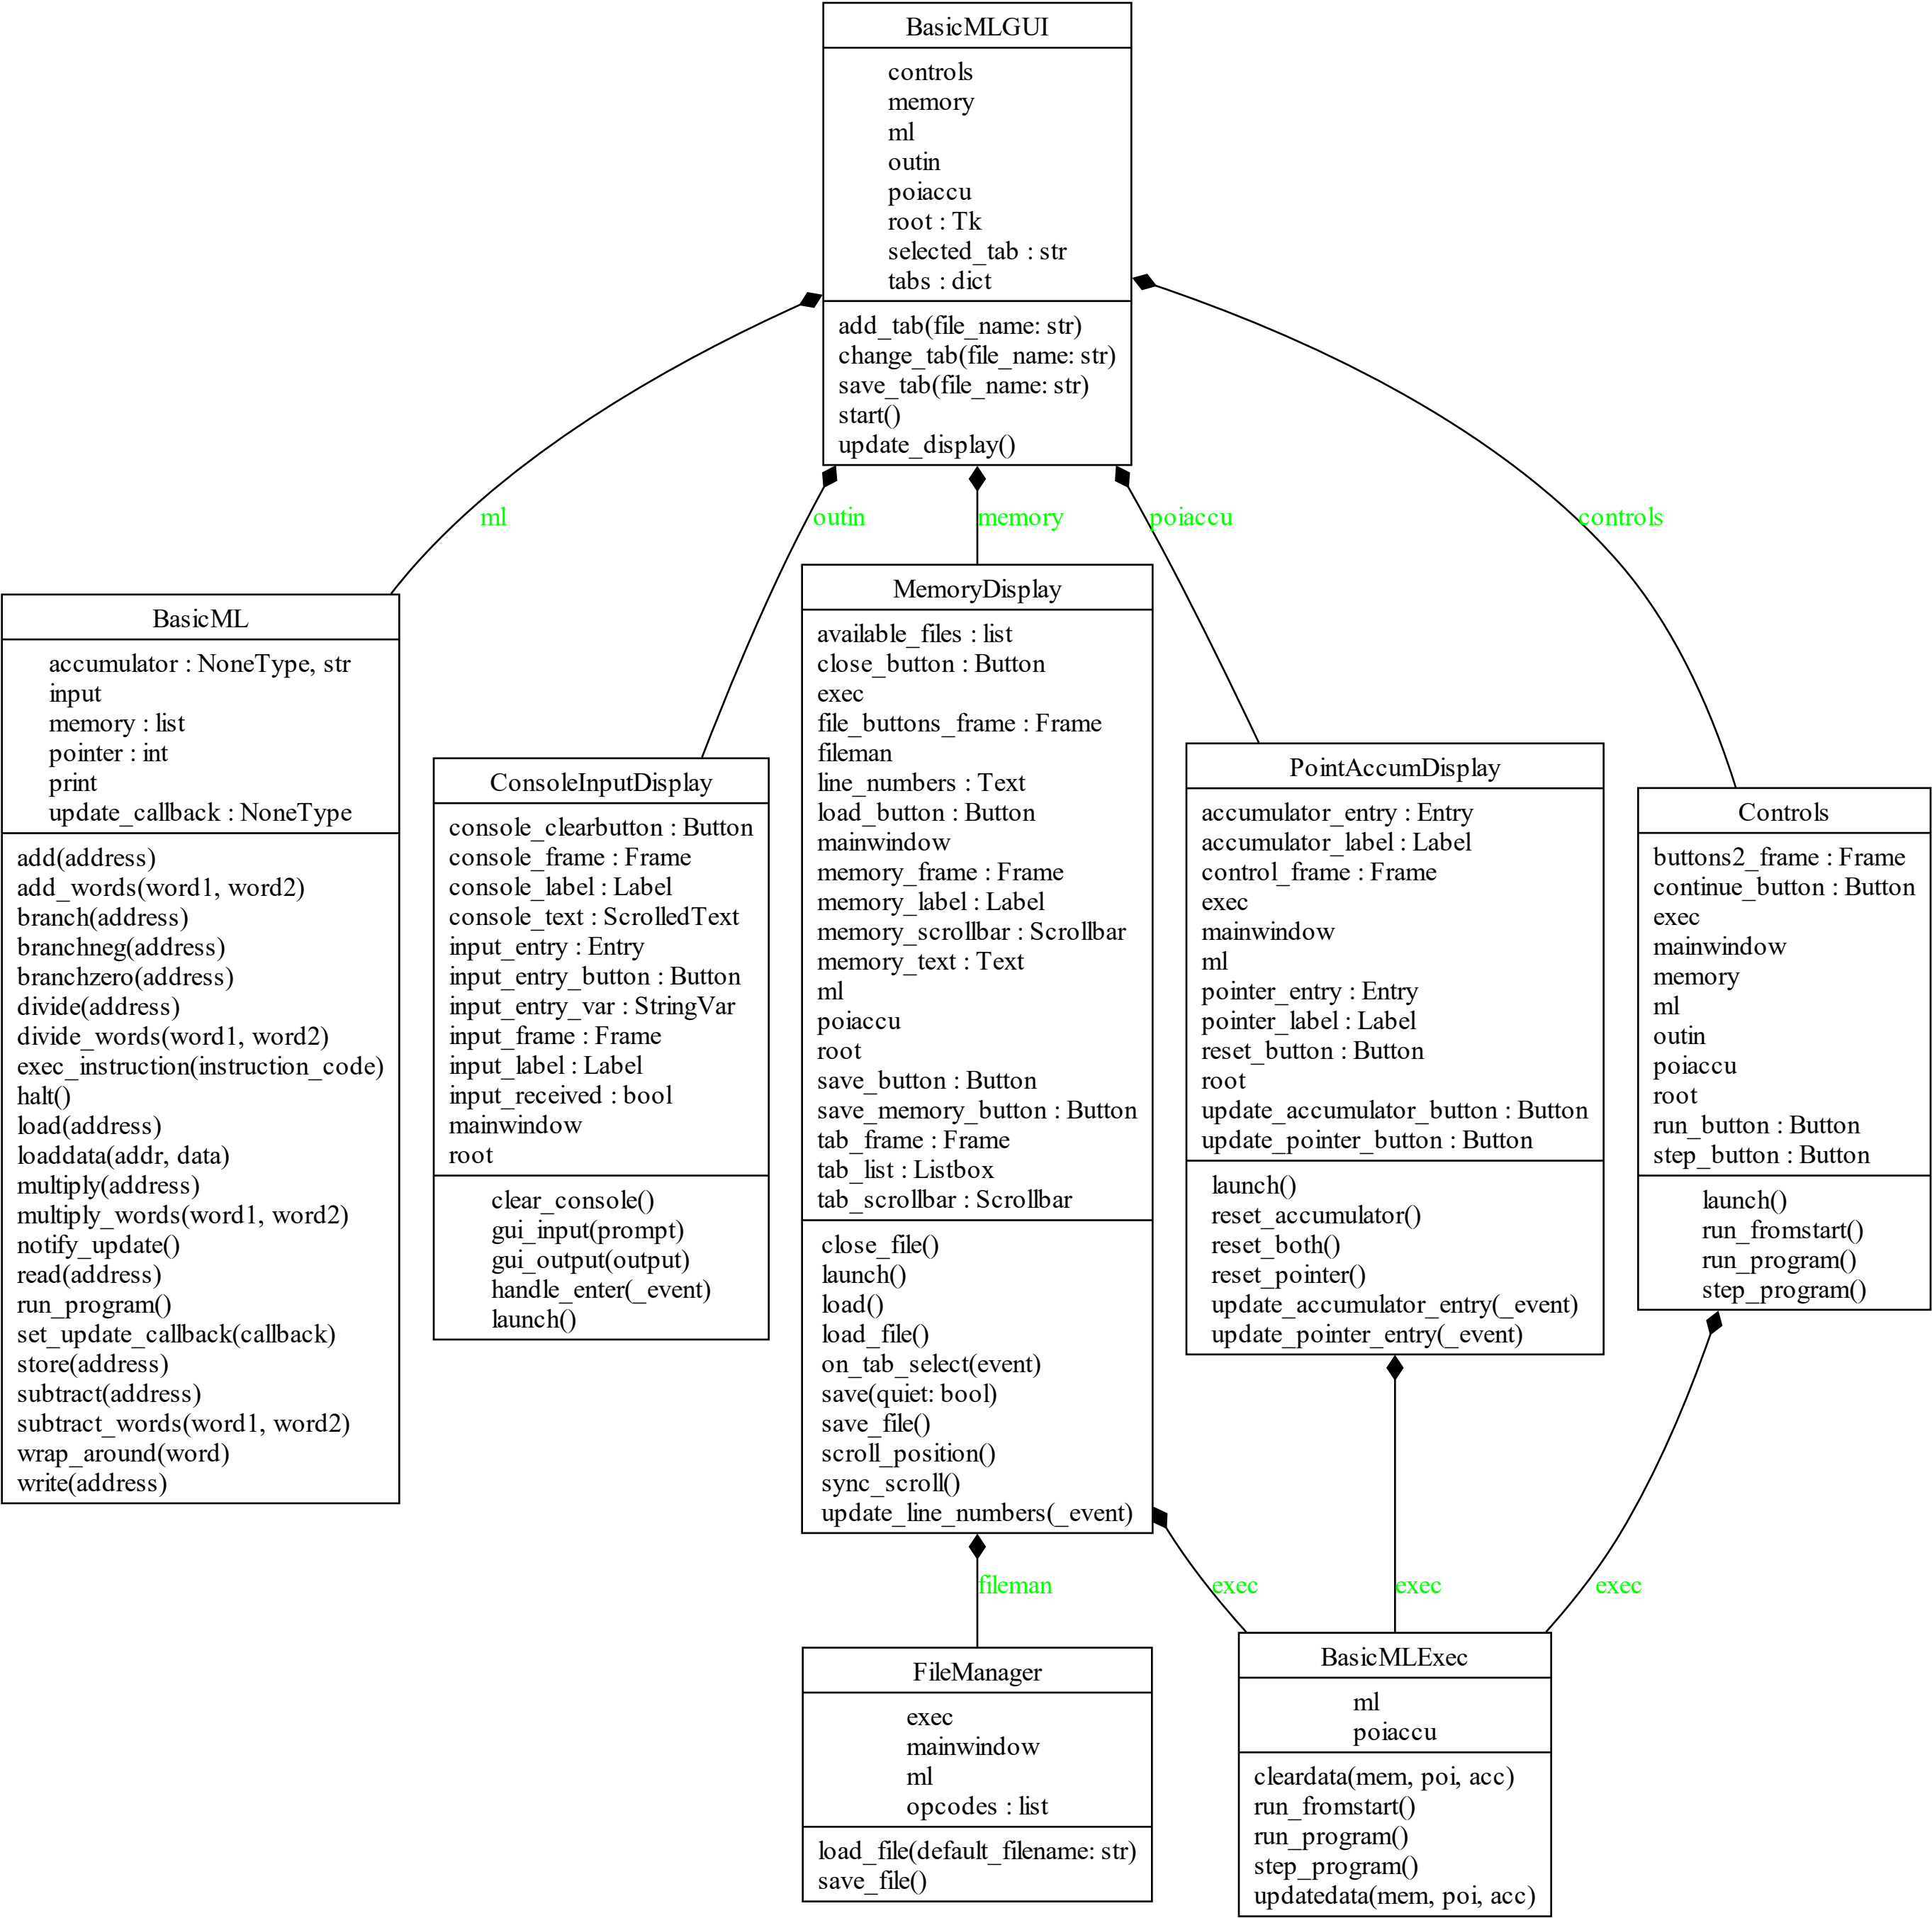 BasicMLGUI
controls
memory
ml
outin
poiaccu
root : Tk
selected_tab : str
tabs : dict
add_tab(file_name: str)
change_tab(file_name: str)
save_tab(file_name: str)
start()
update_display()
ml
outin
memory
poiaccu
controls
BasicML
accumulator : NoneType, str
input
memory : list
pointer : int
print
update_callback : NoneType
add(address)
add_words(word1, word2)
branch(address)
branchneg(address)
branchzero(address)
divide(address)
divide_words(word1, word2)
exec_instruction(instruction_code)
halt()
load(address)
loaddata(addr, data)
multiply(address)
multiply_words(word1, word2)
notify_update()
read(address)
run_program()
set_update_callback(callback)
store(address)
subtract(address)
subtract_words(word1, word2)
wrap_around(word)
write(address)
ConsoleInputDisplay
console_clearbutton : Button
console_frame : Frame
console_label : Label
console_text : ScrolledText
input_entry : Entry
input_entry_button : Button
input_entry_var : StringVar
input_frame : Frame
input_label : Label
input_received : bool
mainwindow
root
clear_console()
gui_input(prompt)
gui_output(output)
handle_enter(_event)
launch()
MemoryDisplay
available_files : list
close_button : Button
exec
file_buttons_frame : Frame
fileman
line_numbers : Text
load_button : Button
mainwindow
memory_frame : Frame
memory_label : Label
memory_scrollbar : Scrollbar
memory_text : Text
ml
poiaccu
root
save_button : Button
save_memory_button : Button
tab_frame : Frame
tab_list : Listbox
tab_scrollbar : Scrollbar
close_file()
launch()
load()
load_file()
on_tab_select(event)
save(quiet: bool)
save_file()
scroll_position()
sync_scroll()
update_line_numbers(_event)
PointAccumDisplay
accumulator_entry : Entry
accumulator_label : Label
control_frame : Frame
exec
mainwindow
ml
pointer_entry : Entry
pointer_label : Label
reset_button : Button
root
update_accumulator_button : Button
update_pointer_button : Button
launch()
reset_accumulator()
reset_both()
reset_pointer()
update_accumulator_entry(_event)
update_pointer_entry(_event)
Controls
buttons2_frame : Frame
continue_button : Button
exec
mainwindow
memory
ml
outin
poiaccu
root
run_button : Button
step_button : Button
launch()
run_fromstart()
run_program()
step_program()
fileman
exec
exec
exec
FileManager
exec
mainwindow
ml
opcodes : list
load_file(default_filename: str)
save_file()
BasicMLExec
ml
poiaccu
cleardata(mem, poi, acc)
run_fromstart()
run_program()
step_program()
updatedata(mem, poi, acc)